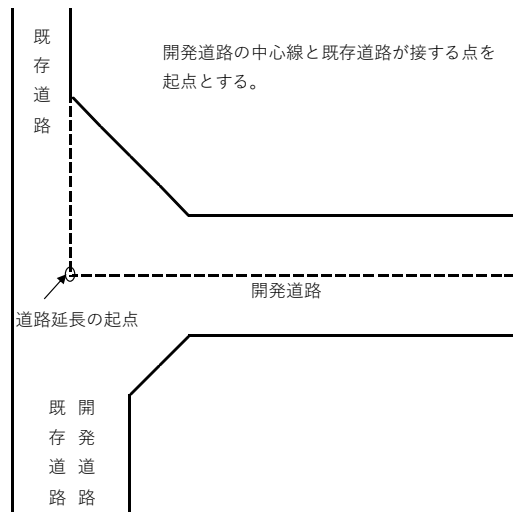 既存道路
開発道路の中心線と既存道路が接する点を
起点とする。
開発道路
道路延長の起点
既存道路
開発道路